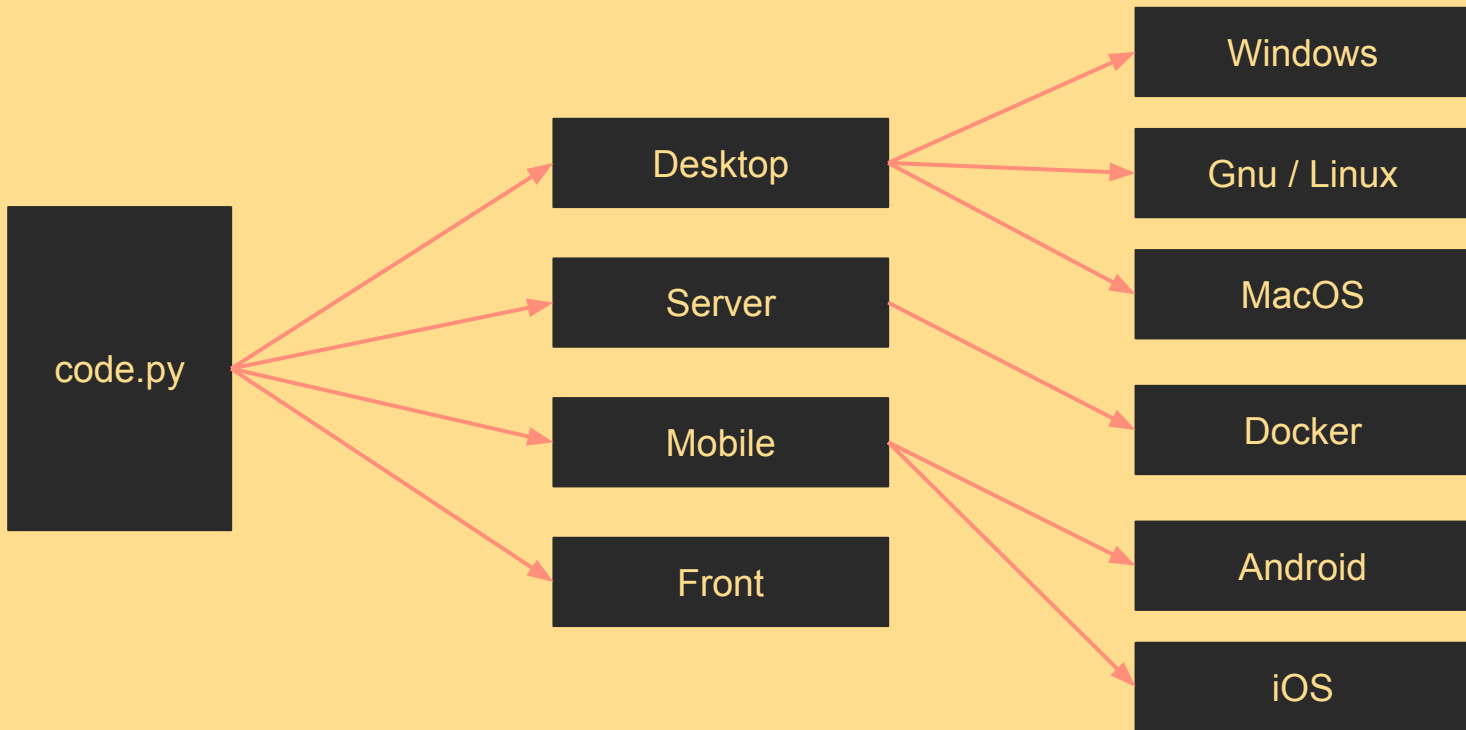 code.py
Desktop
Server
Mobile
Front
Windows
Gnu / Linux
MacOS
Docker
Android
iOS